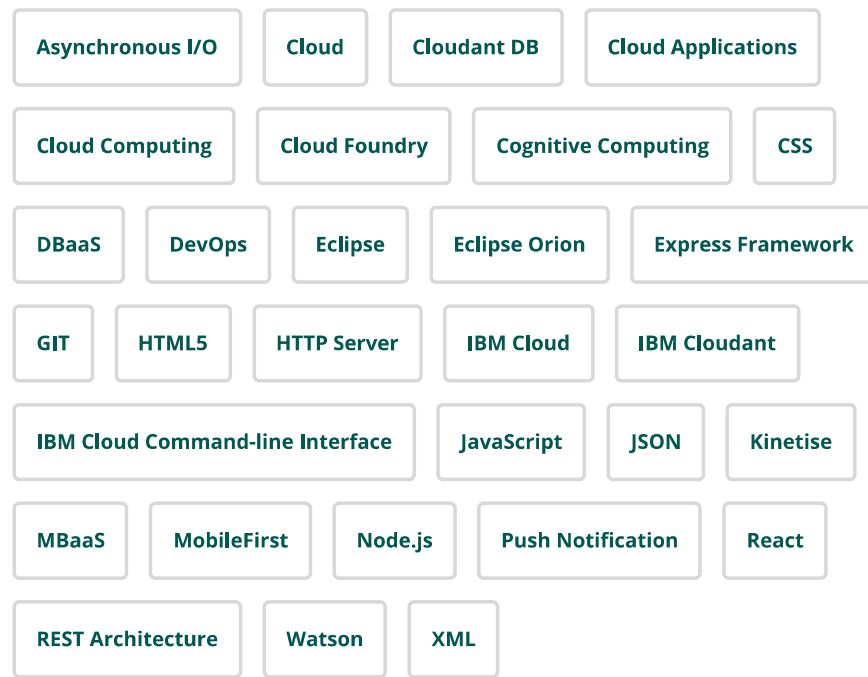 Asynchronous I/O Cloud Cloudant DB Cloud Applications
Cloud Computing Cloud Foundry Cognitive Computing CSS
DBaaS DevOps Eclipse Eclipse Orion Express Framework
GIT HTML5 HTTP Server IBM Cloud IBM Cloudant
IBM Cloud Command-line Interface JavaScript JSON Kinetise
MBaaS MobileFirst Node.js Push Notification React
REST Architecture Watson XML